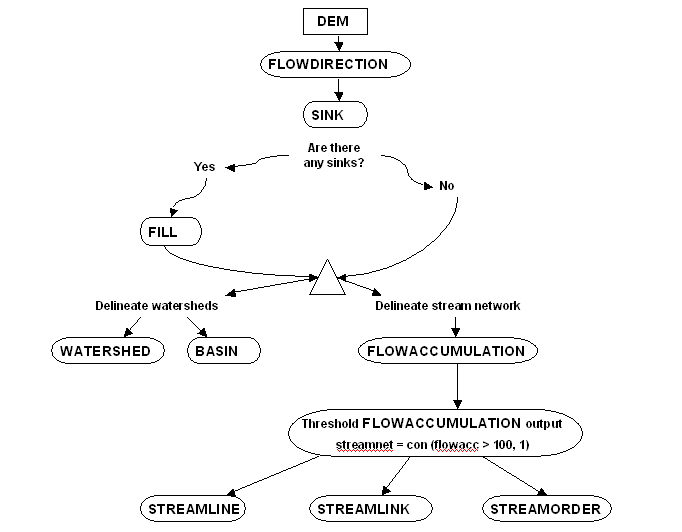 DEM
FLOWDIRECTION
SINK
Are there
any sinks?
Yes
No
FILL
Delineate watersheds
Delineate stream network
WATERSHED
BASIN
FLOWACCUMULATION
Threshold FLOWACCUMULATION output
streamnet = con (flowacc > 100, 1)
STREAMLINE
STREAMLINK
STREAMORDER